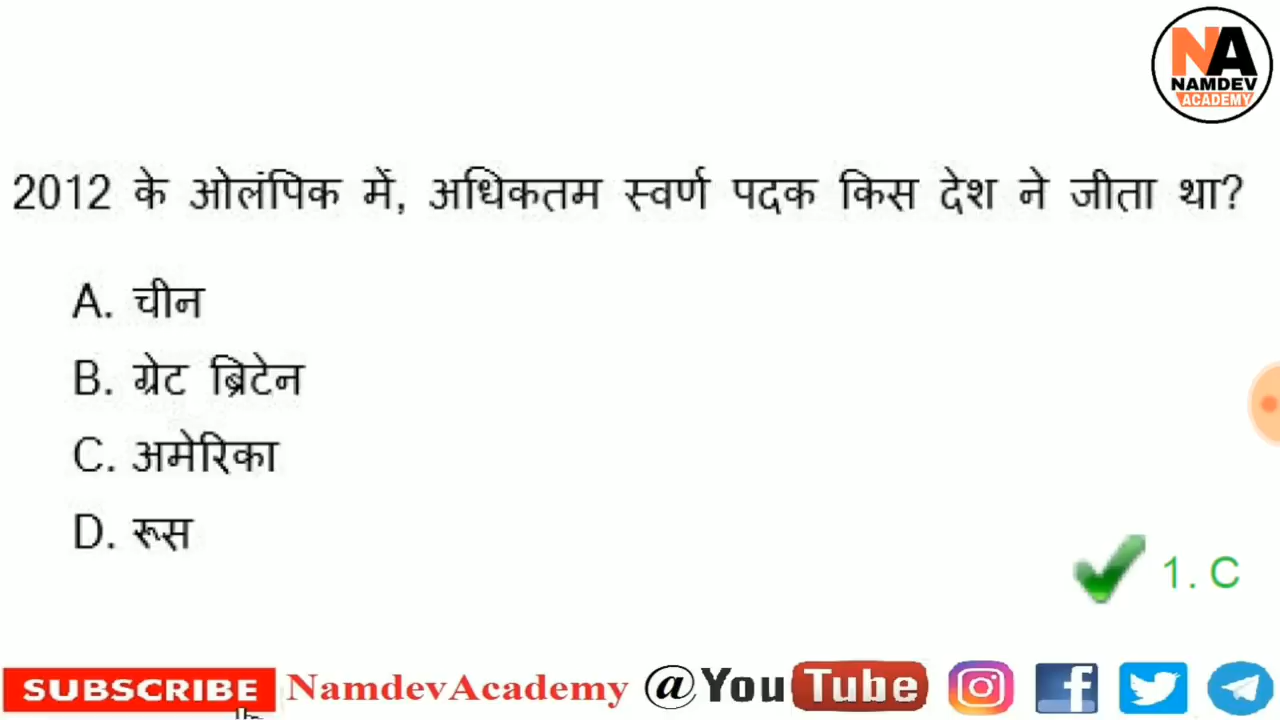 NA
NAMDEV
ACADEMY
2012 के ओलंपिक में, अधिकतम स्वर्ण पदक किस देश ने जीता था?
A. चीन
B. ग्रेट ब्रिटेन
C. अमेरिका
D. रूस
1. C
SUBSCRIBE NamdevAcademy @YouTube